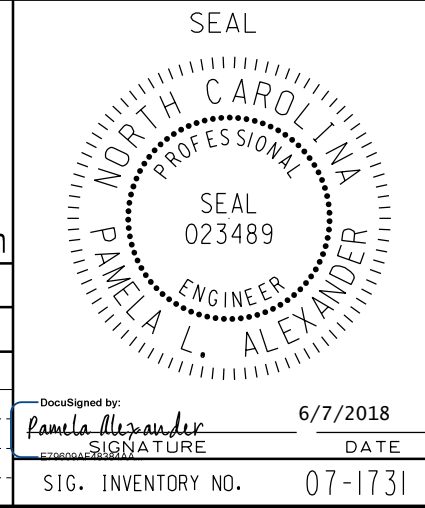 SEAL
NORTH CAROLINA
PROFESSIONAL
SEAL
023489
ENGINEER
PAMELA L. ALEXANDER
DocuSigned by:
Pamela Alexander
6/7/2018
SIGNATURE DATE
E79609AF48384AA...
SIG. INVENTORY NO. 07-1731